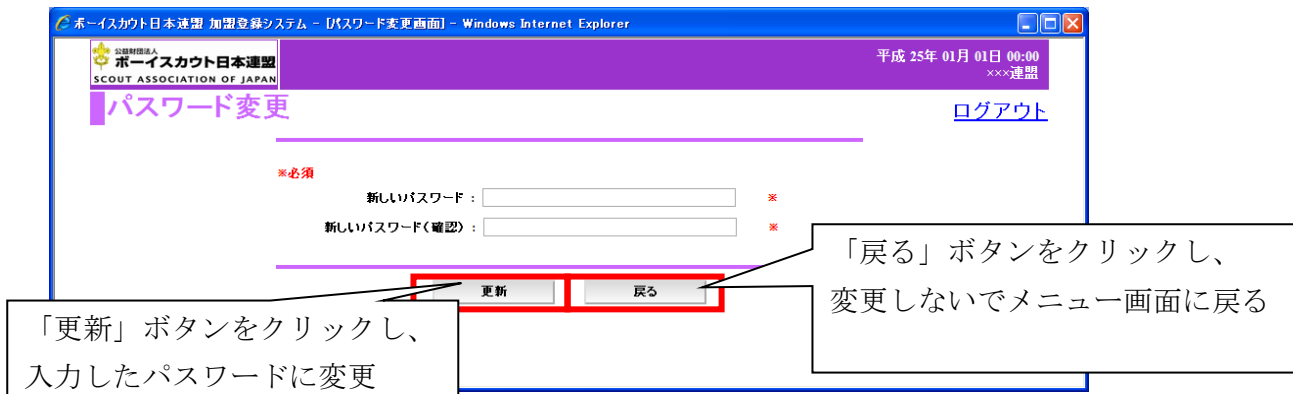 ボーイスカウト日本連盟 加盟登録システム - [パスワード変更画面] - Windows Internet Explorer
公益財団法人
ボーイスカウト日本連盟
SCOUT ASSOCIATION OF JAPAN
平成 25年 01月 01日 00:00
×××連盟
パスワード変更
ログアウト
※必須
新しいパスワード : ※
新しいパスワード(確認) : ※
更新 戻る
「戻る」ボタンをクリックし、
変更しないでメニュー画面に戻る
「更新」ボタンをクリックし、
入力したパスワードに変更